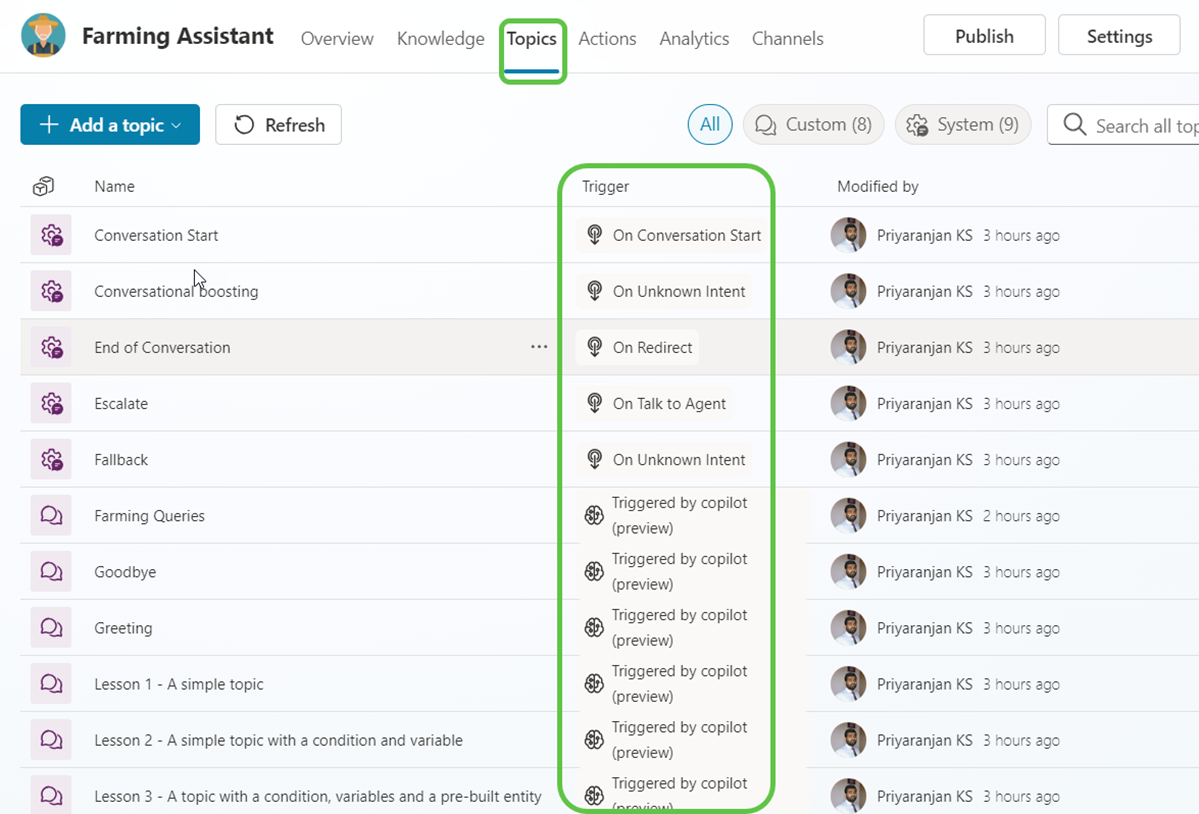 Farming Assistant Overview Knowledge Topics Actions Analytics Channels Publish Settings
Add a topic Refresh All Custom (8) System (9) Search all
Name Trigger Modified by
Conversation Start On Conversation Start Priyaranjan KS 3 hours ago
Conversational boosting On Unknown Intent Priyaranjan KS 3 hours ago
End of Conversation ... On Redirect Priyaranjan KS 3 hours ago
Escalate On Talk to Agent Priyaranjan KS 3 hours ago
Fallback On Unknown Intent Priyaranjan KS 3 hours ago
Farming Queries Triggered by copilot (preview) Priyaranjan KS 2 hours ago
Goodbye Triggered by copilot (preview) Priyaranjan KS 3 hours ago
Greeting Triggered by copilot (preview) Priyaranjan KS 3 hours ago
Lesson 1 - A simple topic Triggered by copilot (preview) Priyaranjan KS 3 hours ago
Lesson 2 - A simple topic with a condition and variable Triggered by copilot (preview) Priyaranjan KS 3 hours ago
Lesson 3 - A topic with a condition, variables and a pre-built entity Triggered by copilot (preview) Priyaranjan KS 3 hours ago